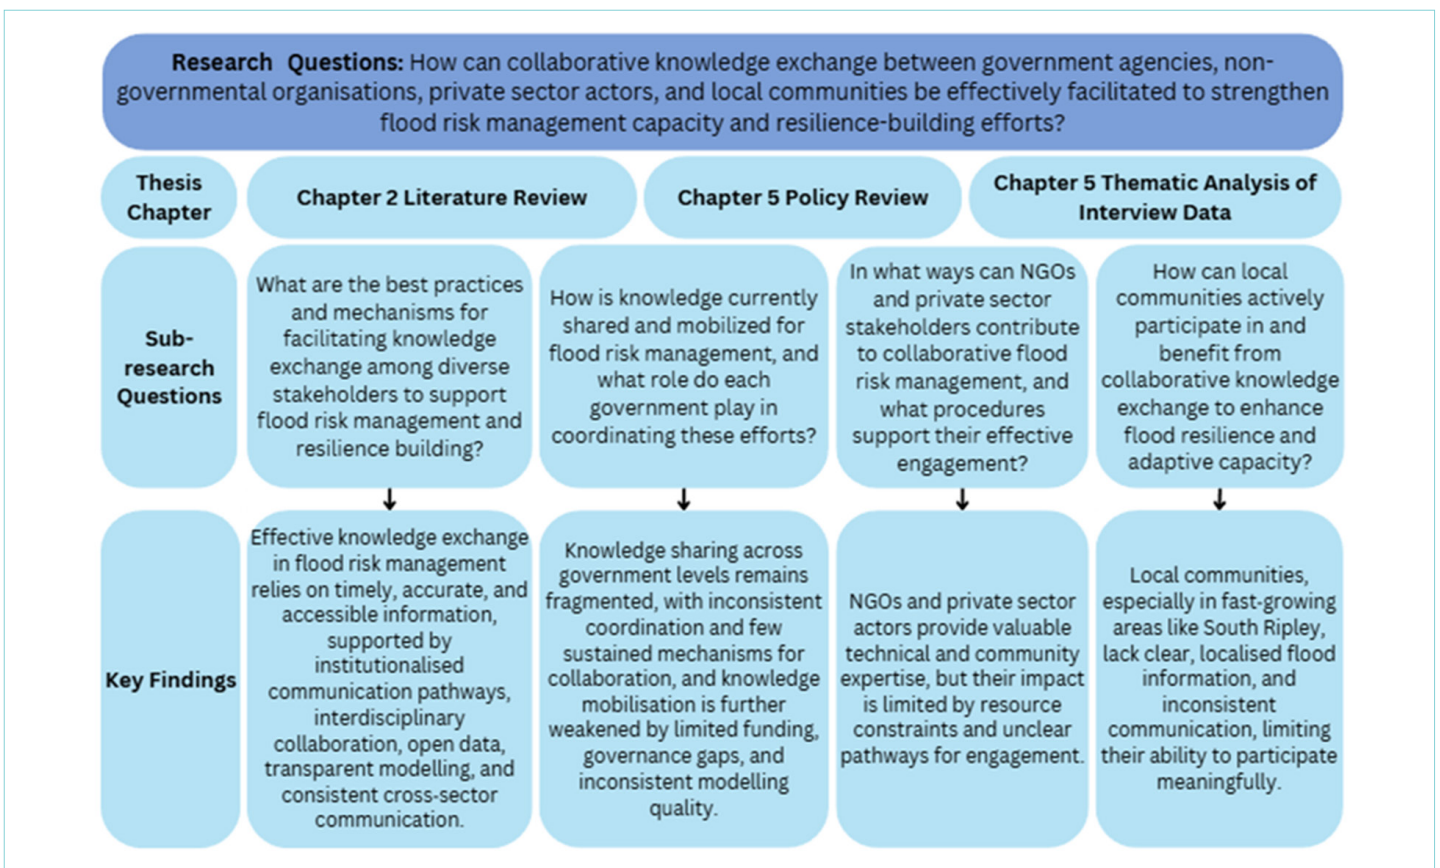 Research Questions: How can collaborative knowledge exchange between government agencies, non-
governmental organisations, private sector actors, and local communities be effectively facilitated to strengthen
flood risk management capacity and resilience-building efforts?
Thesis
Chapter
Chapter 2 Literature Review
Chapter 5 Policy Review
Chapter 5 Thematic Analysis of
Interview Data
Sub-
research
Questions
What are the best practices
and mechanisms for
facilitating knowledge
exchange among diverse
stakeholders to support
flood risk management and
resilience building?
How is knowledge currently
shared and mobilized for
flood risk management, and
what role do each
government play in
coordinating these efforts?
In what ways can NGOs
and private sector
stakeholders contribute
to collaborative flood
risk management, and
what procedures
support their effective
engagement?
How can local
communities actively
participate in and
benefit from
collaborative knowledge
exchange to enhance
flood resilience and
adaptive capacity?
Key Findings
Effective knowledge exchange
in flood risk management
relies on timely, accurate, and
accessible information,
supported by
institutionalised
communication pathways,
interdisciplinary
collaboration, open data,
transparent modelling, and
consistent cross-sector
communication.
Knowledge sharing across
government levels remains
fragmented, with inconsistent
coordination and few
sustained mechanisms for
collaboration, and knowledge
mobilisation is further
weakened by limited funding,
governance gaps, and
inconsistent modelling
quality.
NGOs and private sector
actors provide valuable
technical and community
expertise, but their impact
is limited by resource
constraints and unclear
pathways for engagement.
Local communities,
especially in fast-growing
areas like South Ripley,
lack clear, localised flood
information, and
inconsistent
communication, limiting
their ability to participate
meaningfully.